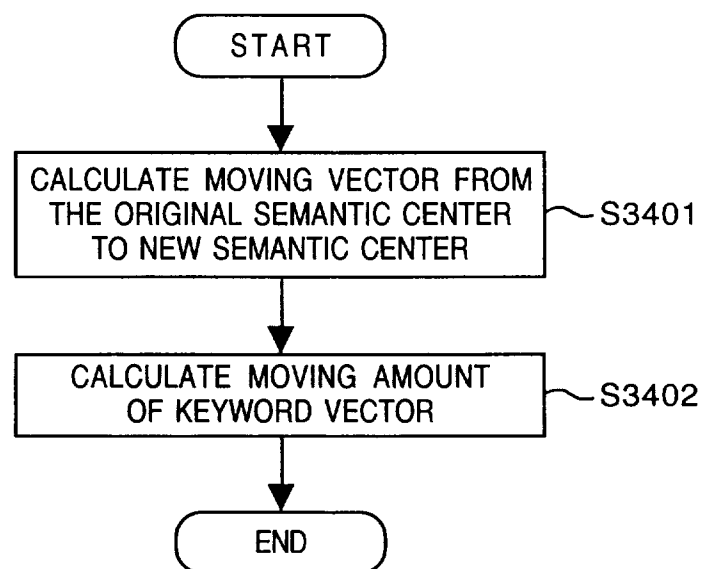 START
CALCULATE MOVING VECTOR FROM
THE ORIGINAL SEMANTIC CENTER
TO NEW SEMANTIC CENTER
S3401
CALCULATE MOVING AMOUNT
OF KEYWORD VECTOR
S3402
END